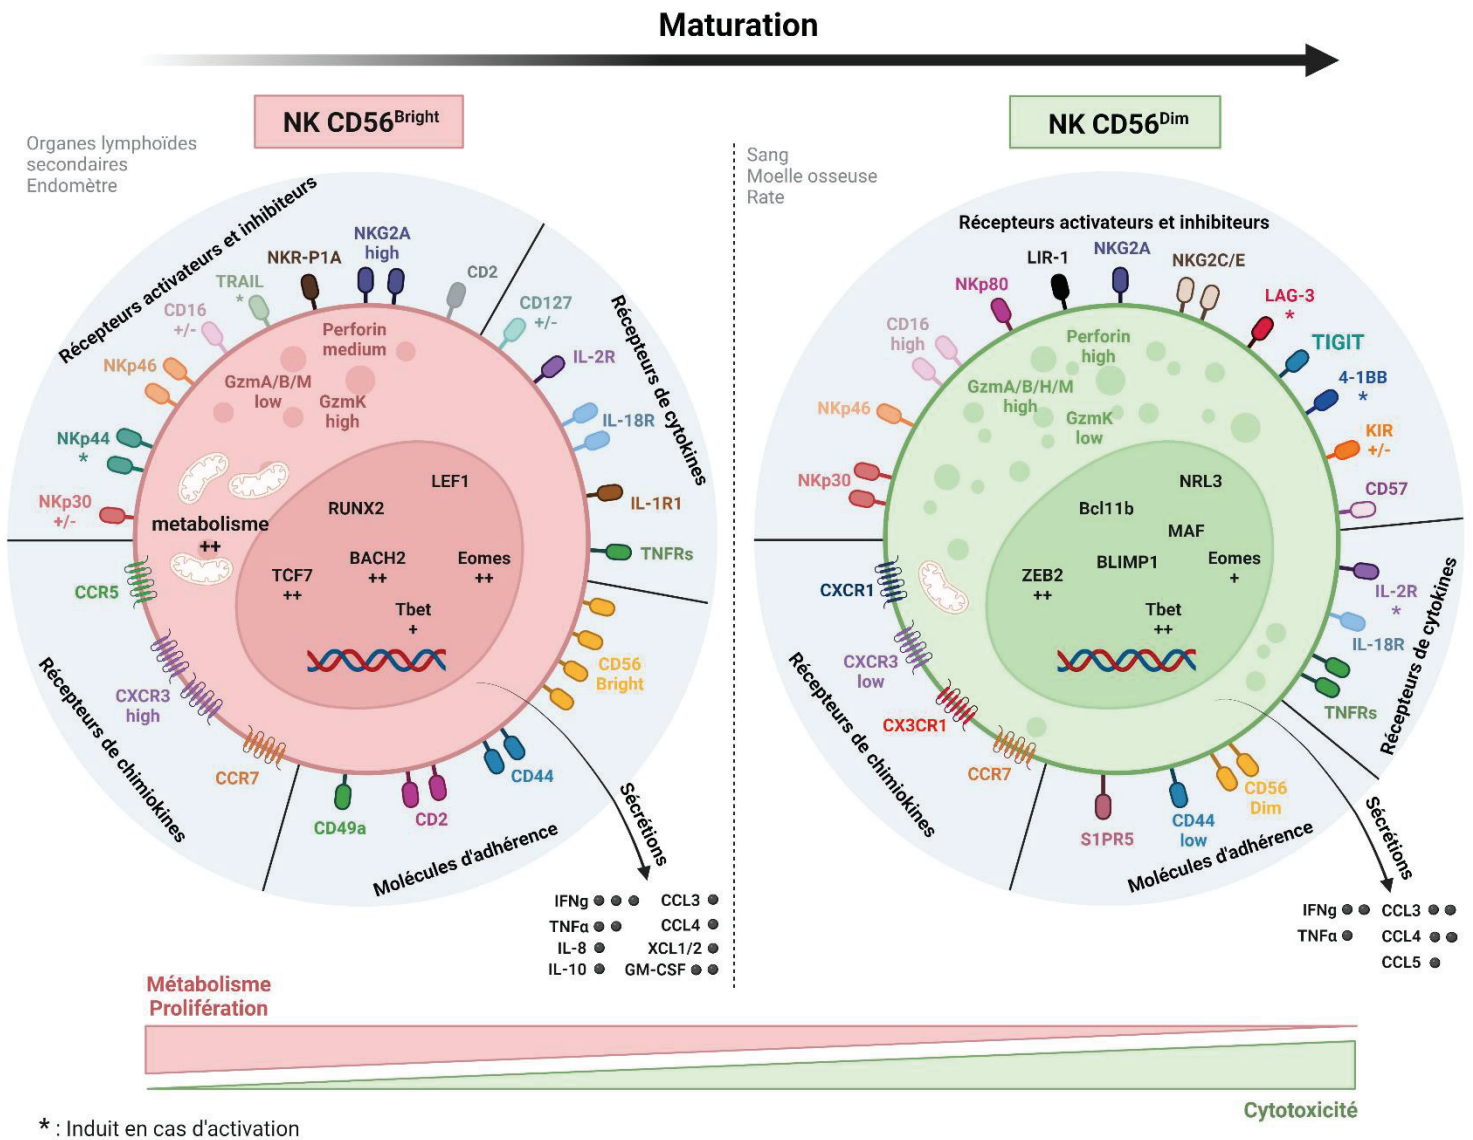 Maturation
NK CD56Bright
Organes lymphoïdes
secondaires
Endomètre
Récepteurs activateurs et inhibiteurs
NKG2A
high
NKR-P1A
CD2
TRAIL
*
CD16
+/-
NKp46
NKp44
*
NKp30
+/-
CD127
+/-
IL-2R
IL-18R
IL-1R1
TNFRs
Récepteurs de cytokines
Perforin
medium
GzmA/B/M
low
GzmK
high
metabolisme
++
LEF1
RUNX2
BACH2
++
Eomes
++
TCF7
++
Tbet
+
CCR5
CXCR3
high
CCR7
Récepteurs de chimiokines
CD56
Bright
CD44
CD2
CD49a
Molécules d'adhérence
Sécrétions
IFNg
CCL3
TNFα
CCL4
IL-8
XCL1/2
IL-10
GM-CSF
NK CD56Dim
Sang
Moelle osseuse
Rate
Récepteurs activateurs et inhibiteurs
LIR-1
NKG2A
NKG2C/E
NKp80
LAG-3
*
CD16
high
TIGIT
4-1BB
*
NKp46
KIR
+/-
NKp30
CD57
Perforin
high
GzmA/B/H/M
high
GzmK
low
NRL3
Bcl11b
MAF
BLIMP1
Eomes
+
ZEB2
++
Tbet
++
CXCR1
CXCR3
low
CX3CR1
CCR7
Récepteurs de chimiokines
IL-2R
*
IL-18R
TNFRs
Récepteurs de cytokines
CD56
Dim
CD44
low
S1PR5
Molécules d'adhérence
Sécrétions
IFNg
CCL3
TNFα
CCL4
CCL5
Métabolisme
Prolifération
Cytotoxicité
* : Induit en cas d'activation